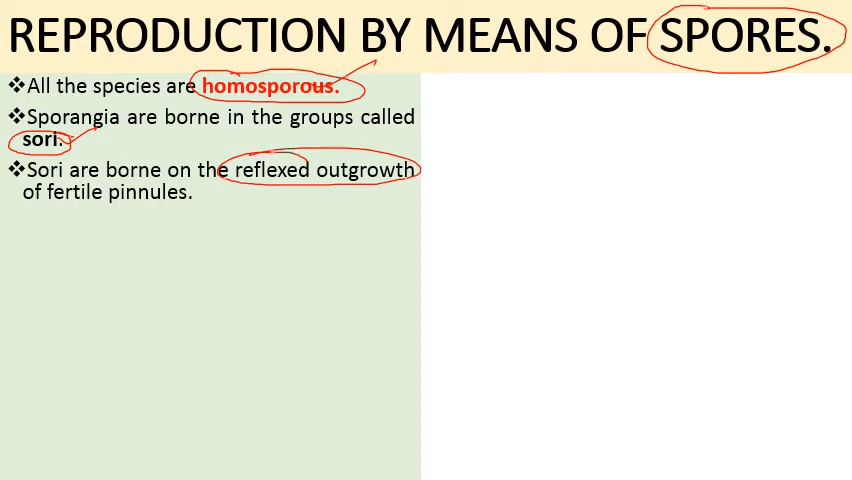 REPRODUCTION BY MEANS OF SPORES.
❖All the species are homosporous.
❖Sporangia are borne in the groups called
sori.
❖Sori are borne on the reflexed outgrowth
of fertile pinnules.